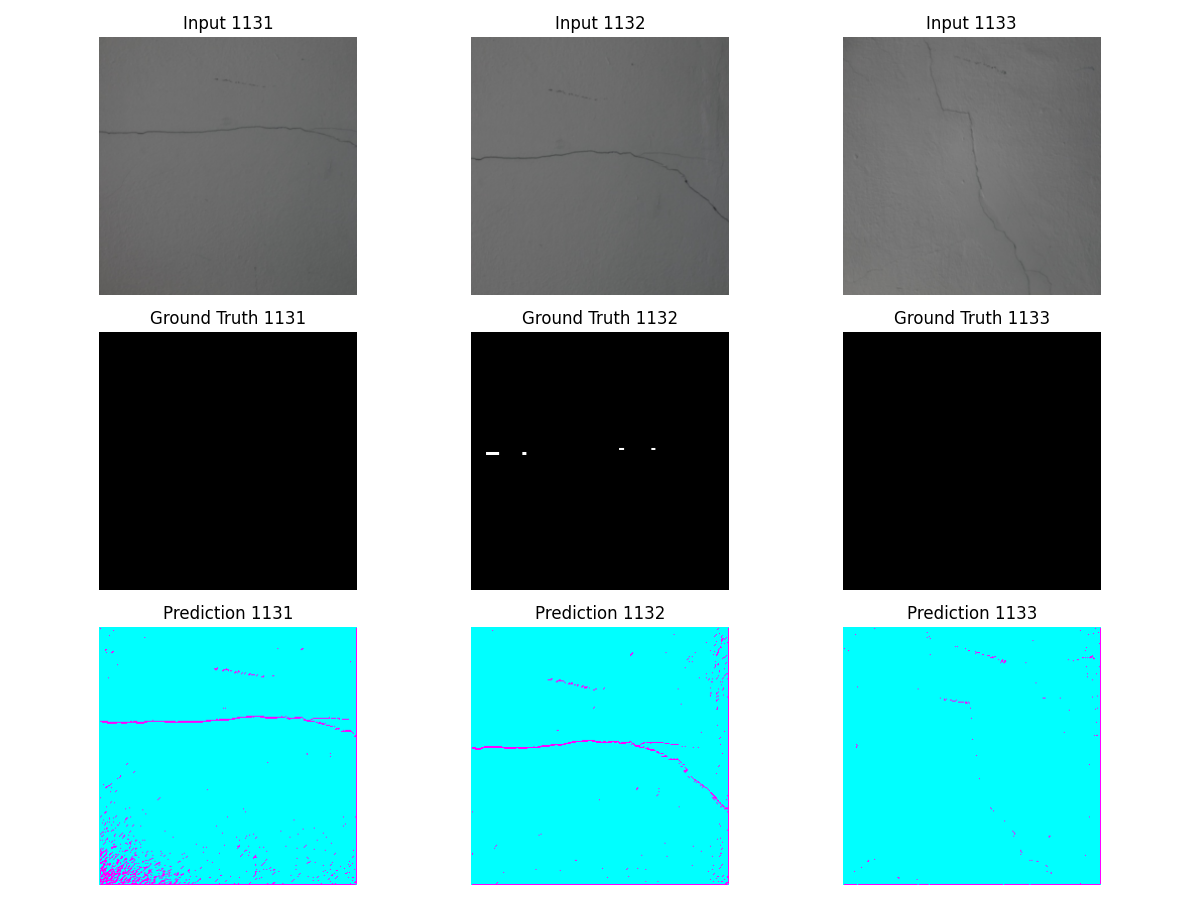 Input 1131
Input 1132
Input 1133
Ground Truth 1131
Ground Truth 1132
Ground Truth 1133
Prediction 1131
Prediction 1132
Prediction 1133